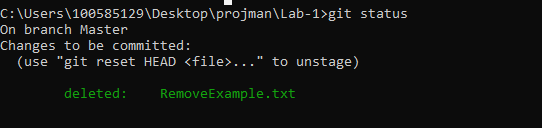 C:\Users\100585129\Desktop\projman\Lab-1>git status
On branch Master
Changes to be committed:
  (use "git reset HEAD <file>..." to unstage)
        deleted:    RemoveExample.txt